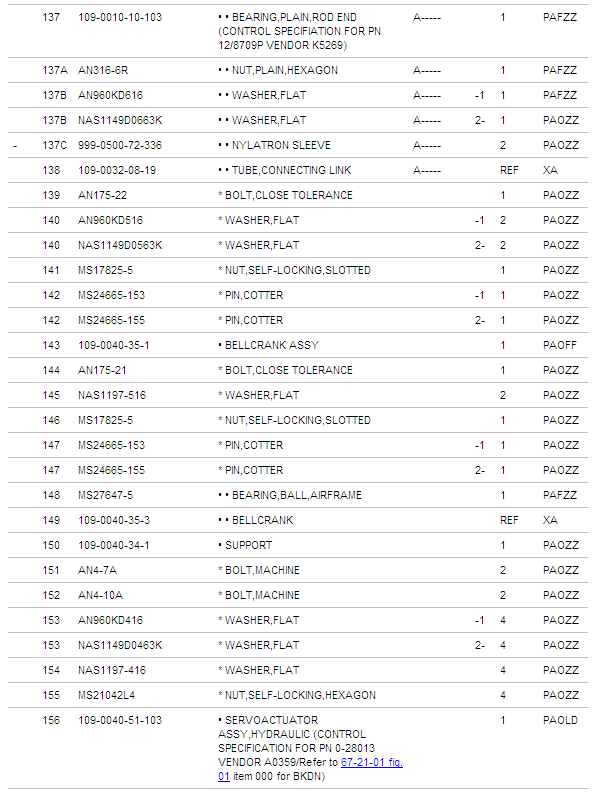 137 109-0010-10-103 • • BEARING,PLAIN,ROD END A----- 1 PAFZZ
(CONTROL SPECIFIATION FOR PN
12/8709P VENDOR K5269)
137A AN316-6R • • NUT,PLAIN,HEXAGON A----- 1 PAFZZ
137B AN960KD616 • • WASHER,FLAT A----- -1 1 PAFZZ
137B NAS1149D0663K • • WASHER,FLAT A----- 2- 1 PAOZZ
- 137C 999-0500-72-336 • • NYLATRON SLEEVE A----- 2 PAOZZ
138 109-0032-08-19 • • TUBE,CONNECTING LINK A----- REF XA
139 AN175-22 * BOLT,CLOSE TOLERANCE 1 PAOZZ
140 AN960KD516 * WASHER,FLAT -1 2 PAOZZ
140 NAS1149D0563K * WASHER,FLAT 2- 2 PAOZZ
141 MS17825-5 * NUT,SELF-LOCKING,SLOTTED 1 PAOZZ
142 MS24665-153 * PIN,COTTER -1 1 PAOZZ
142 MS24665-155 * PIN,COTTER 2- 1 PAOZZ
143 109-0040-35-1 • BELLCRANK ASSY 1 PAOFF
144 AN175-21 * BOLT,CLOSE TOLERANCE 1 PAOZZ
145 NAS1197-516 * WASHER,FLAT 2 PAOZZ
146 MS17825-5 * NUT,SELF-LOCKING,SLOTTED 1 PAOZZ
147 MS24665-153 * PIN,COTTER -1 1 PAOZZ
147 MS24665-155 * PIN,COTTER 2- 1 PAOZZ
148 MS27647-5 • • BEARING,BALL,AIRFRAME 1 PAFZZ
149 109-0040-35-3 • • BELLCRANK REF XA
150 109-0040-34-1 • SUPPORT 1 PAOZZ
151 AN4-7A * BOLT,MACHINE 2 PAOZZ
152 AN4-10A * BOLT,MACHINE 2 PAOZZ
153 AN960KD416 * WASHER,FLAT -1 4 PAOZZ
153 NAS1149D0463K * WASHER,FLAT 2- 4 PAOZZ
154 NAS1197-416 * WASHER,FLAT 4 PAOZZ
155 MS21042L4 * NUT,SELF-LOCKING,HEXAGON 4 PAOZZ
156 109-0040-51-103 • SERVOACTUATOR 1 PAOLD
ASSY,HYDRAULIC (CONTROL
SPECIFICATION FOR PN 0-28013
VENDOR A0359/Refer to 67-21-01 fig.
01 item 000 for BKDN)